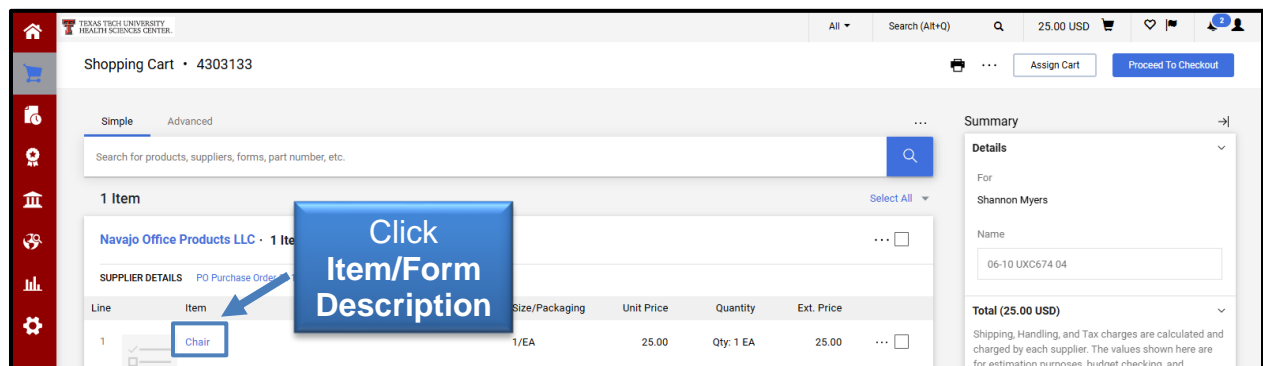 TEXAS TECH UNIVERSITY
HEALTH SCIENCES CENTER.
All
Search (Alt+Q)
25.00 USD
2
Shopping Cart • 4303133
...
Assign Cart
Proceed To Checkout
Simple
Advanced
...
Search for products, suppliers, forms, part number, etc.
1 Item
Select All
Navajo Office Products LLC · 1 Ite
...
SUPPLIER DETAILS PO Purchase Order
Click
Item/Form
Description
Line
Item
Size/Packaging
Unit Price
Quantity
Ext. Price
1
Chair
1/EA
25.00
Qty: 1 EA
25.00
...
Summary
Details
For
Shannon Myers
Name
06-10 UXC674 04
Total (25.00 USD)
Shipping, Handling, and Tax charges are calculated and
charged by each supplier. The values shown here are
for estimation purposes, budget checking, and